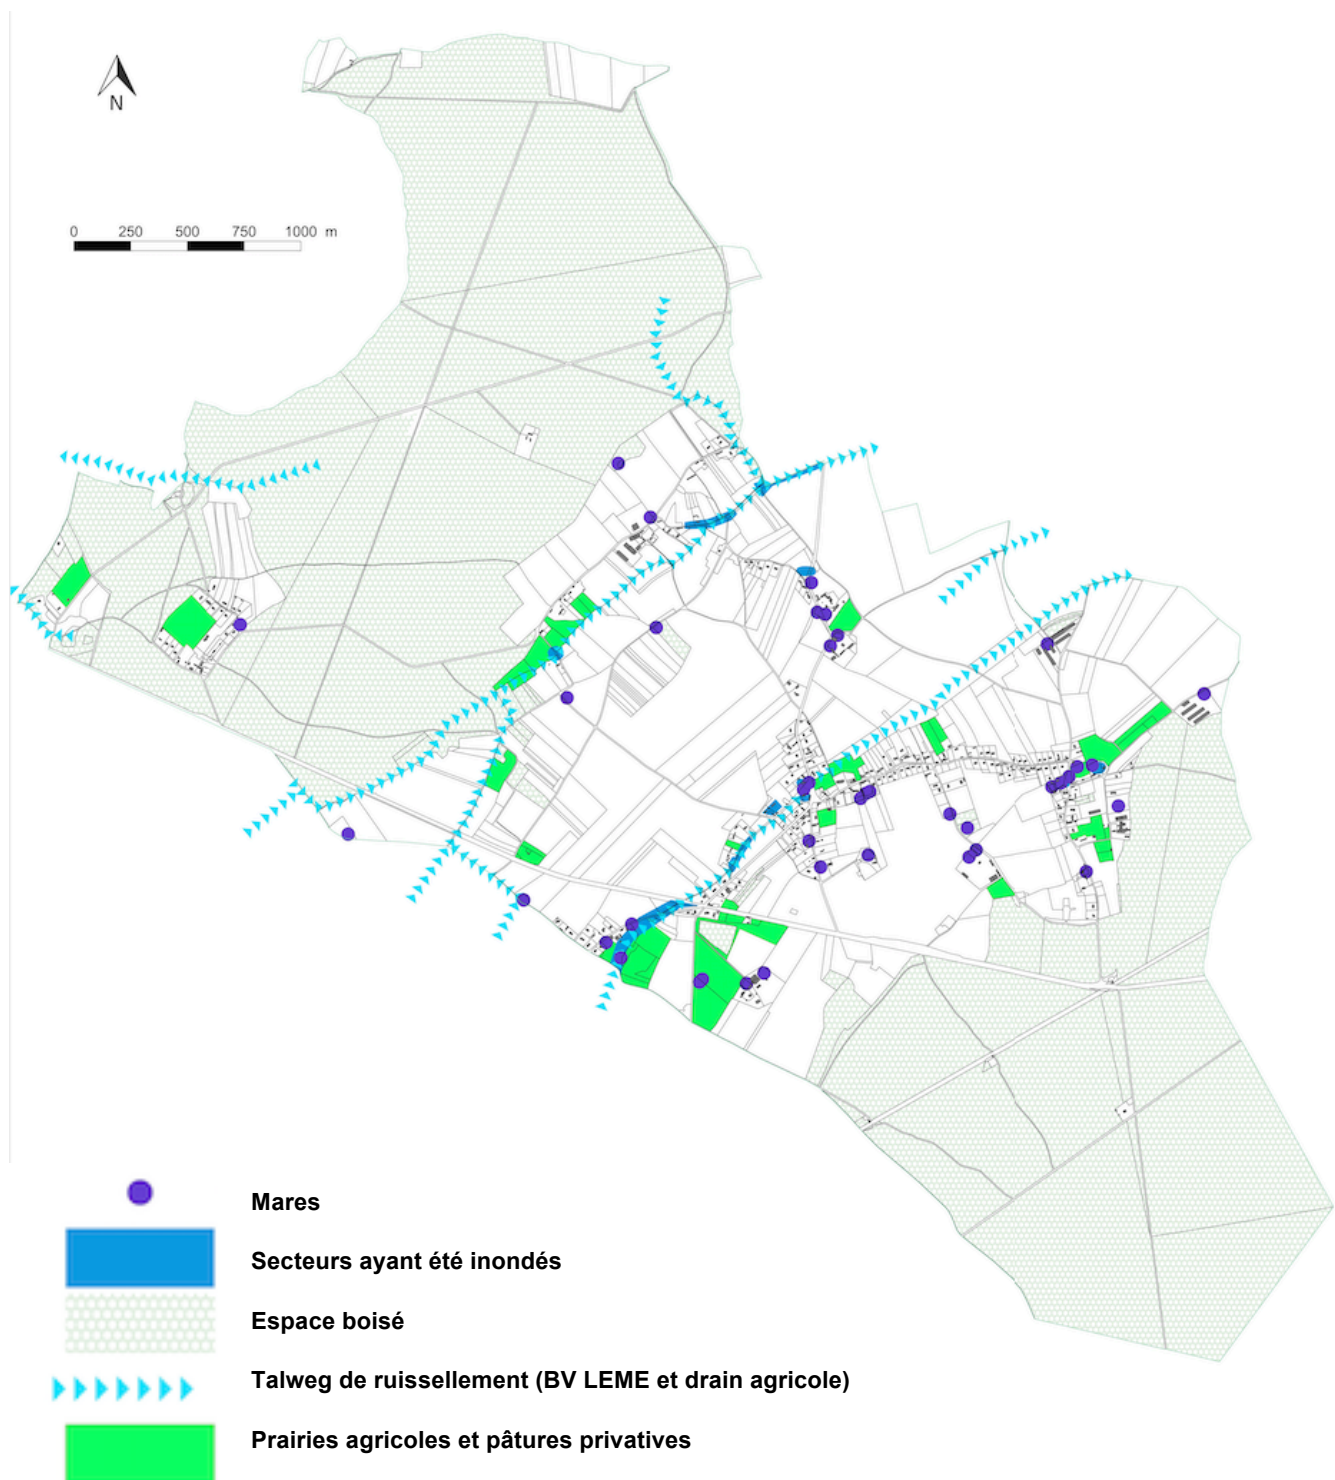 N
0 250 500 750 1000 m
Mares
Secteurs ayant été inondés
Espace boisé
Talweg de ruissellement (BV LEME et drain agricole)
Prairies agricoles et pâtures privatives